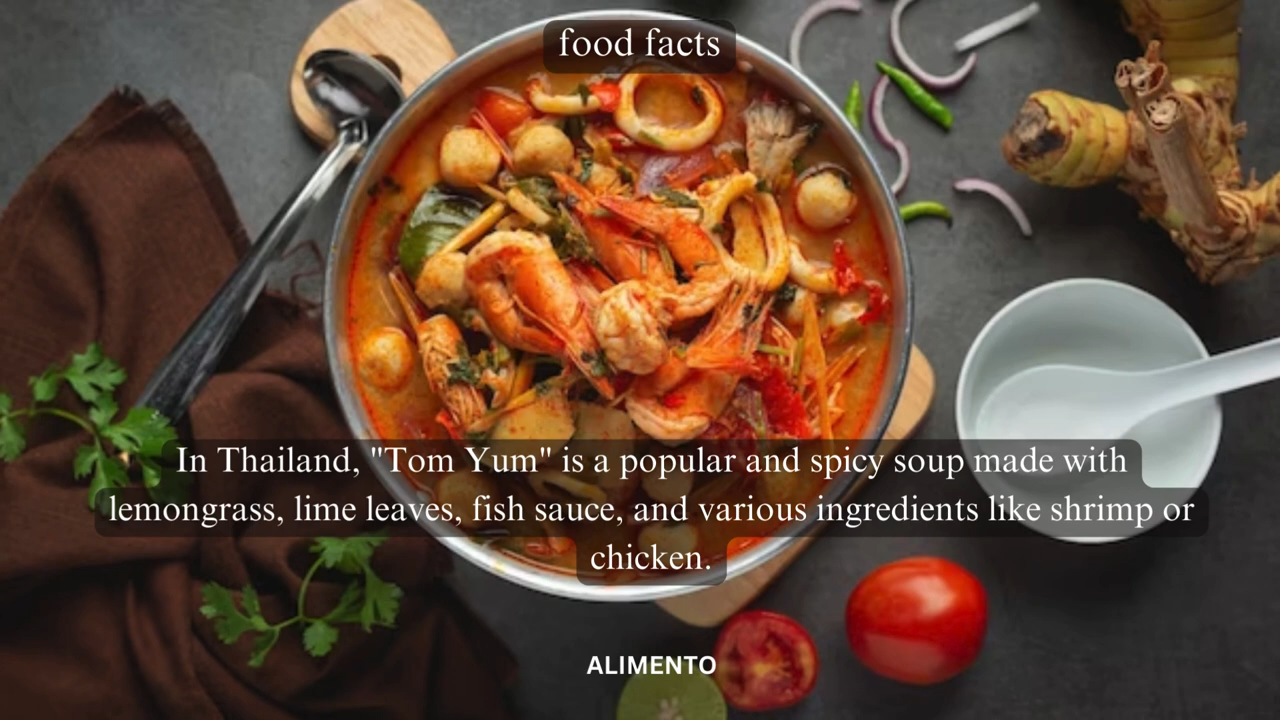 food facts
In Thailand, "Tom Yum" is a popular and spicy soup made with
lemongrass, lime leaves, fish sauce, and various ingredients like shrimp or
chicken.
ALIMENTO